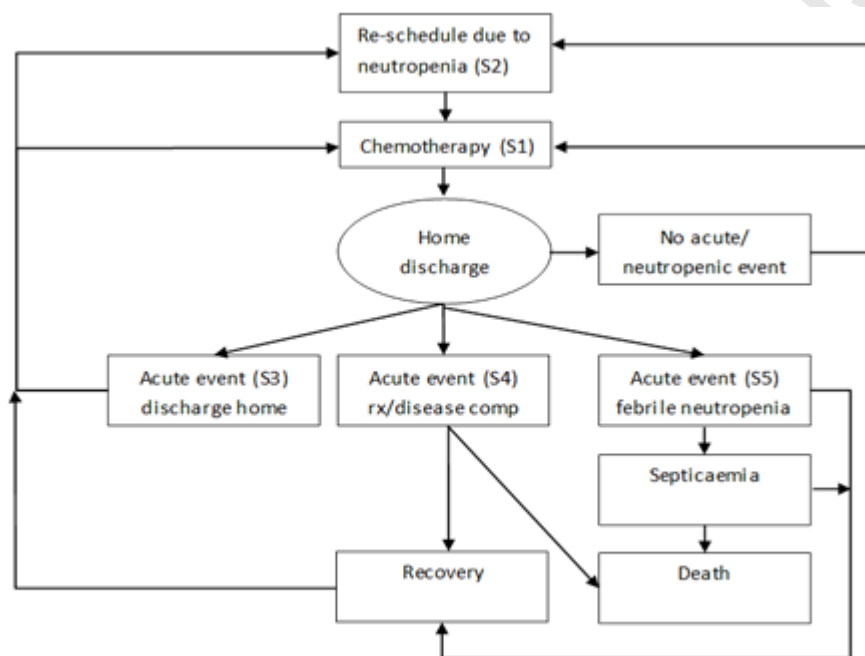 Re-schedule due to
neutropenia (S2)
Chemotherapy (S1)
Home
discharge
No acute/
neutropenic event
Acute event (S3)
discharge home
Acute event (S4)
rx/disease comp
Acute event (S5)
febrile neutropenia
Septicaemia
Recovery
Death